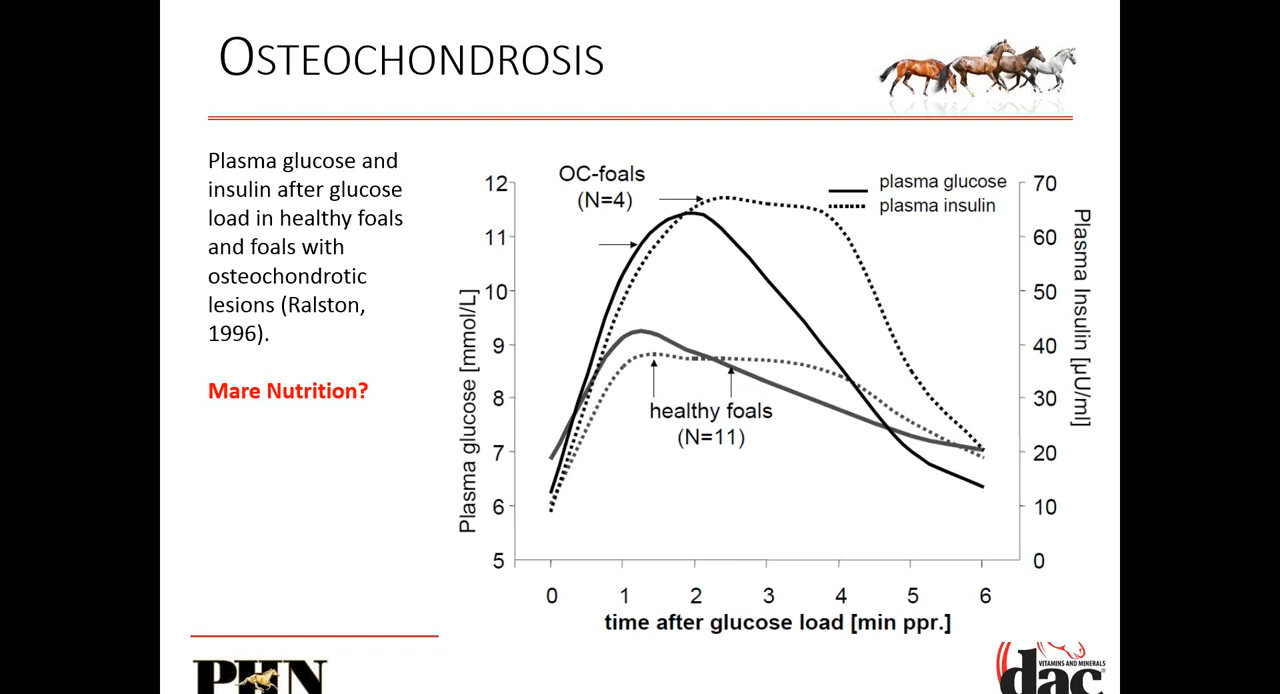 OSTEOCHONDROSIS
Plasma glucose and
insulin after glucose
load in healthy foals
and foals with
osteochondrotic
lesions (Ralston,
1996).
Mare Nutrition?
OC-foals
(N=4)
plasma glucose
plasma insulin
healthy foals
(N=11)
Plasma glucose [mmol/L]
12
11
10
9
8
7
6
5
Plasma Insulin [µU/ml]
70
60
50
40
30
20
10
0
0 1 2 3 4 5 6
time after glucose load [min ppr.]
PHN
VITAMINS AND MINERALS
dac